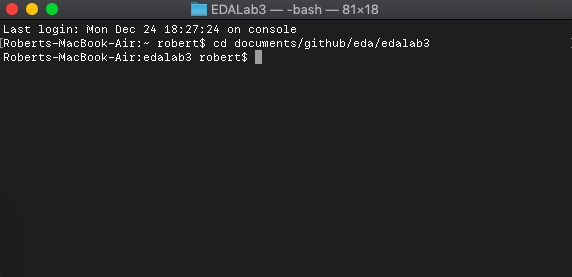 EDALab3 — -bash — 81×18
Last login: Mon Dec 24 18:27:24 on console
[Roberts-MacBook-Air:~ robert$ cd documents/github/eda/edalab3 ]
Roberts-MacBook-Air:edalab3 robert$